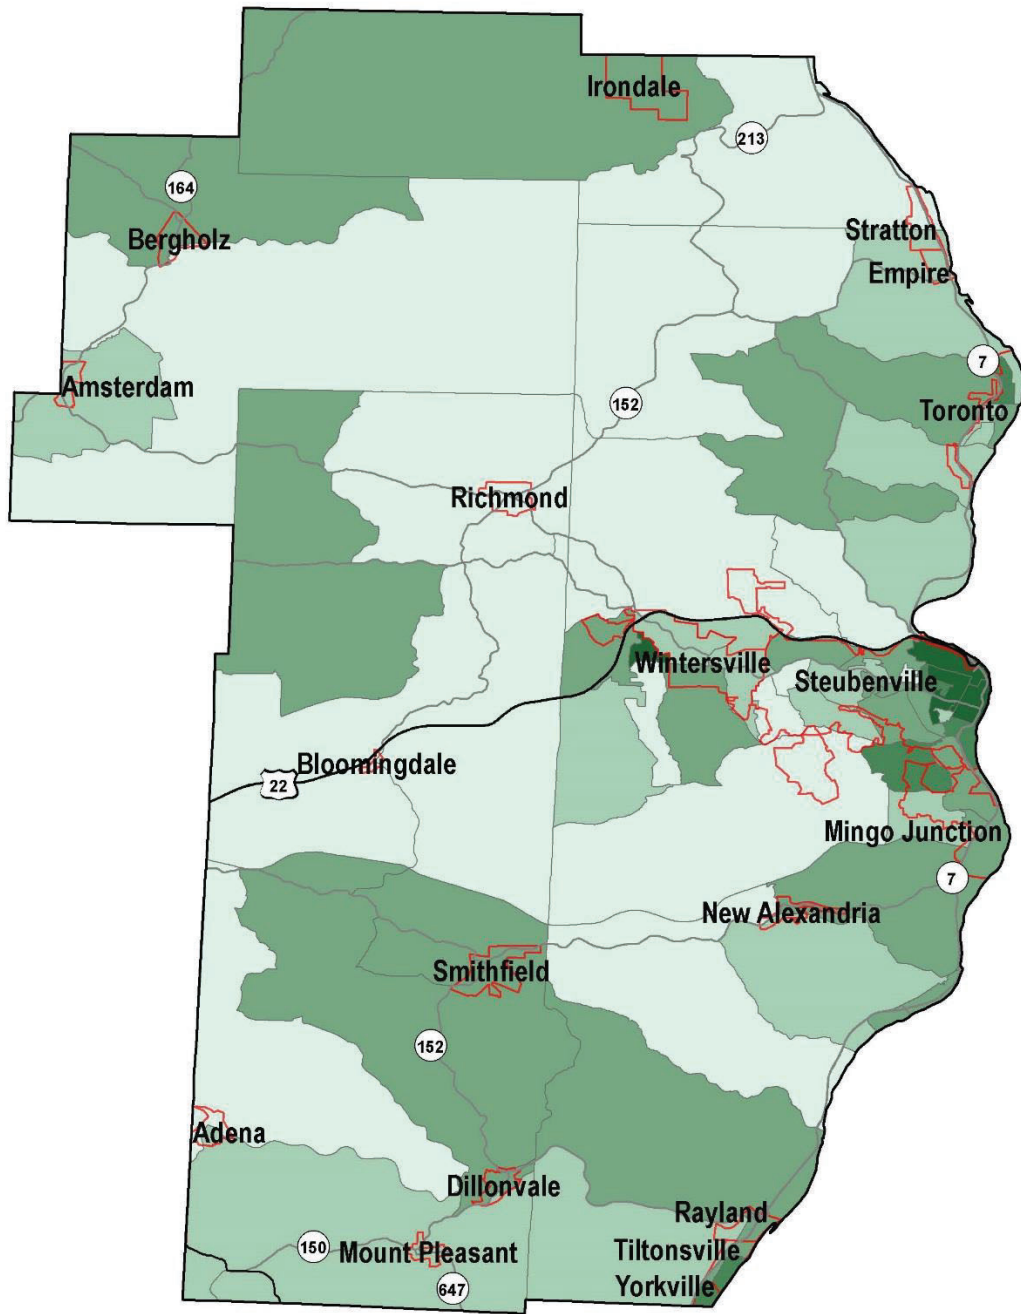 Irondale
213
164
Stratton
Bergholz
Empire
7
Amsterdam
152
Toronto
Richmond
Wintersville
Steubenville
Bloomingdale
22
Mingo Junction
7
New Alexandria
Smithfield
152
Adena
Dillonvale
Rayland
150
Mount Pleasant
Tiltonsville
647
Yorkville